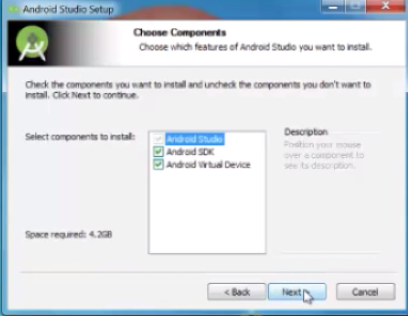 Android Studio Setup
Choose Components
Choose which features of Android Studio you want to install.
Check the components you want to install and uncheck the components you don't want to
install. Click Next to continue.
Select components to install:
Android Studio
Android SDK
Android Virtual Device
Description
Position your mouse
over a component to
see its description.
Space required: 4.2GB
< Back
Next >
Cancel